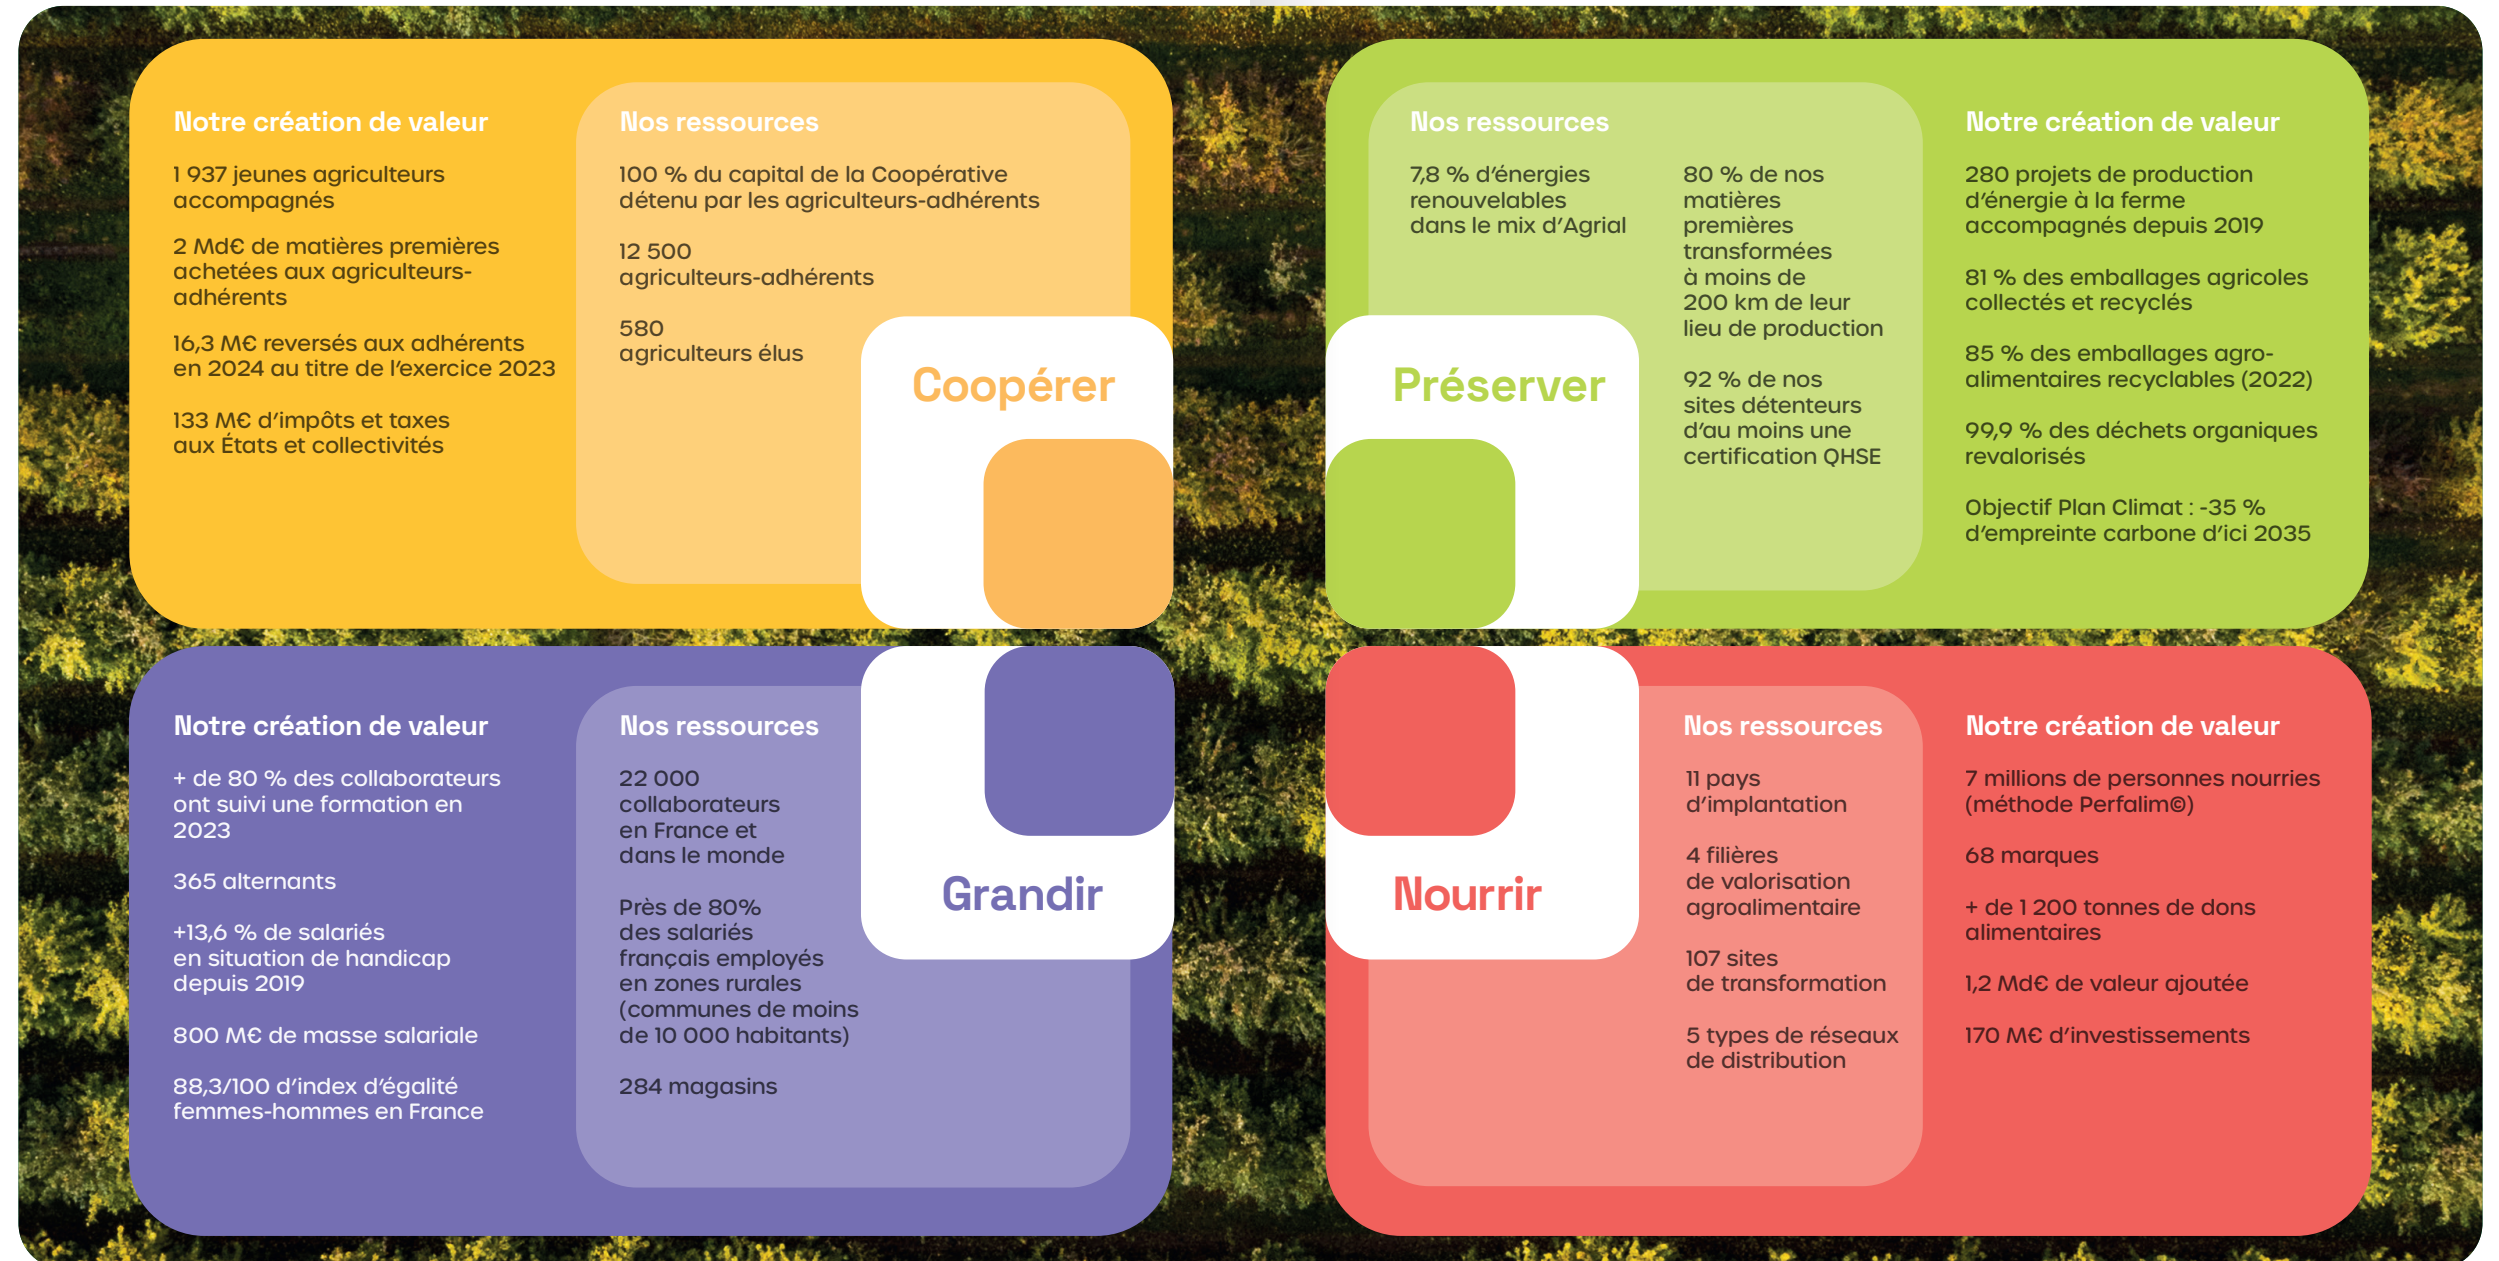 Notre création de valeur
1 937 jeunes agriculteurs
accompagnés
2 Md€ de matières premières
achetées aux agriculteurs-
adhérents
16,3 M€ reversés aux adhérents
en 2024 au titre de l’exercice 2023
133 M€ d’impôts et taxes
aux États et collectivités
Nos ressources
100 % du capital de la Coopérative
détenu par les agriculteurs-adhérents
12 500
agriculteurs-adhérents
580
agriculteurs élus
Coopérer
Préserver
Nos ressources
7,8 % d’énergies
renouvelables
dans le mix d’Agrial
80 % de nos
matières
premières
transformées
à moins de
200 km de leur
lieu de production
92 % de nos
sites détenteurs
d’au moins une
certification QHSE
Notre création de valeur
280 projets de production
d’énergie à la ferme
accompagnés depuis 2019
81 % des emballages agricoles
collectés et recyclés
85 % des emballages agro-
alimentaires recyclables (2022)
99,9 % des déchets organiques
revalorisés
Objectif Plan Climat : -35 %
d’empreinte carbone d’ici 2035
Notre création de valeur
+ de 80 % des collaborateurs
ont suivi une formation en
2023
365 alternants
+13,6 % de salariés
en situation de handicap
depuis 2019
800 M€ de masse salariale
88,3/100 d’index d’égalité
femmes-hommes en France
Nos ressources
22 000
collaborateurs
en France et
dans le monde
Près de 80%
des salariés
français employés
en zones rurales
(communes de moins
de 10 000 habitants)
284 magasins
Grandir
Nourrir
Nos ressources
11 pays
d’implantation
4 filières
de valorisation
agroalimentaire
107 sites
de transformation
5 types de réseaux
de distribution
Notre création de valeur
7 millions de personnes nourries
(méthode Perfalim©)
68 marques
+ de 1 200 tonnes de dons
alimentaires
1,2 Md€ de valeur ajoutée
170 M€ d’investissements